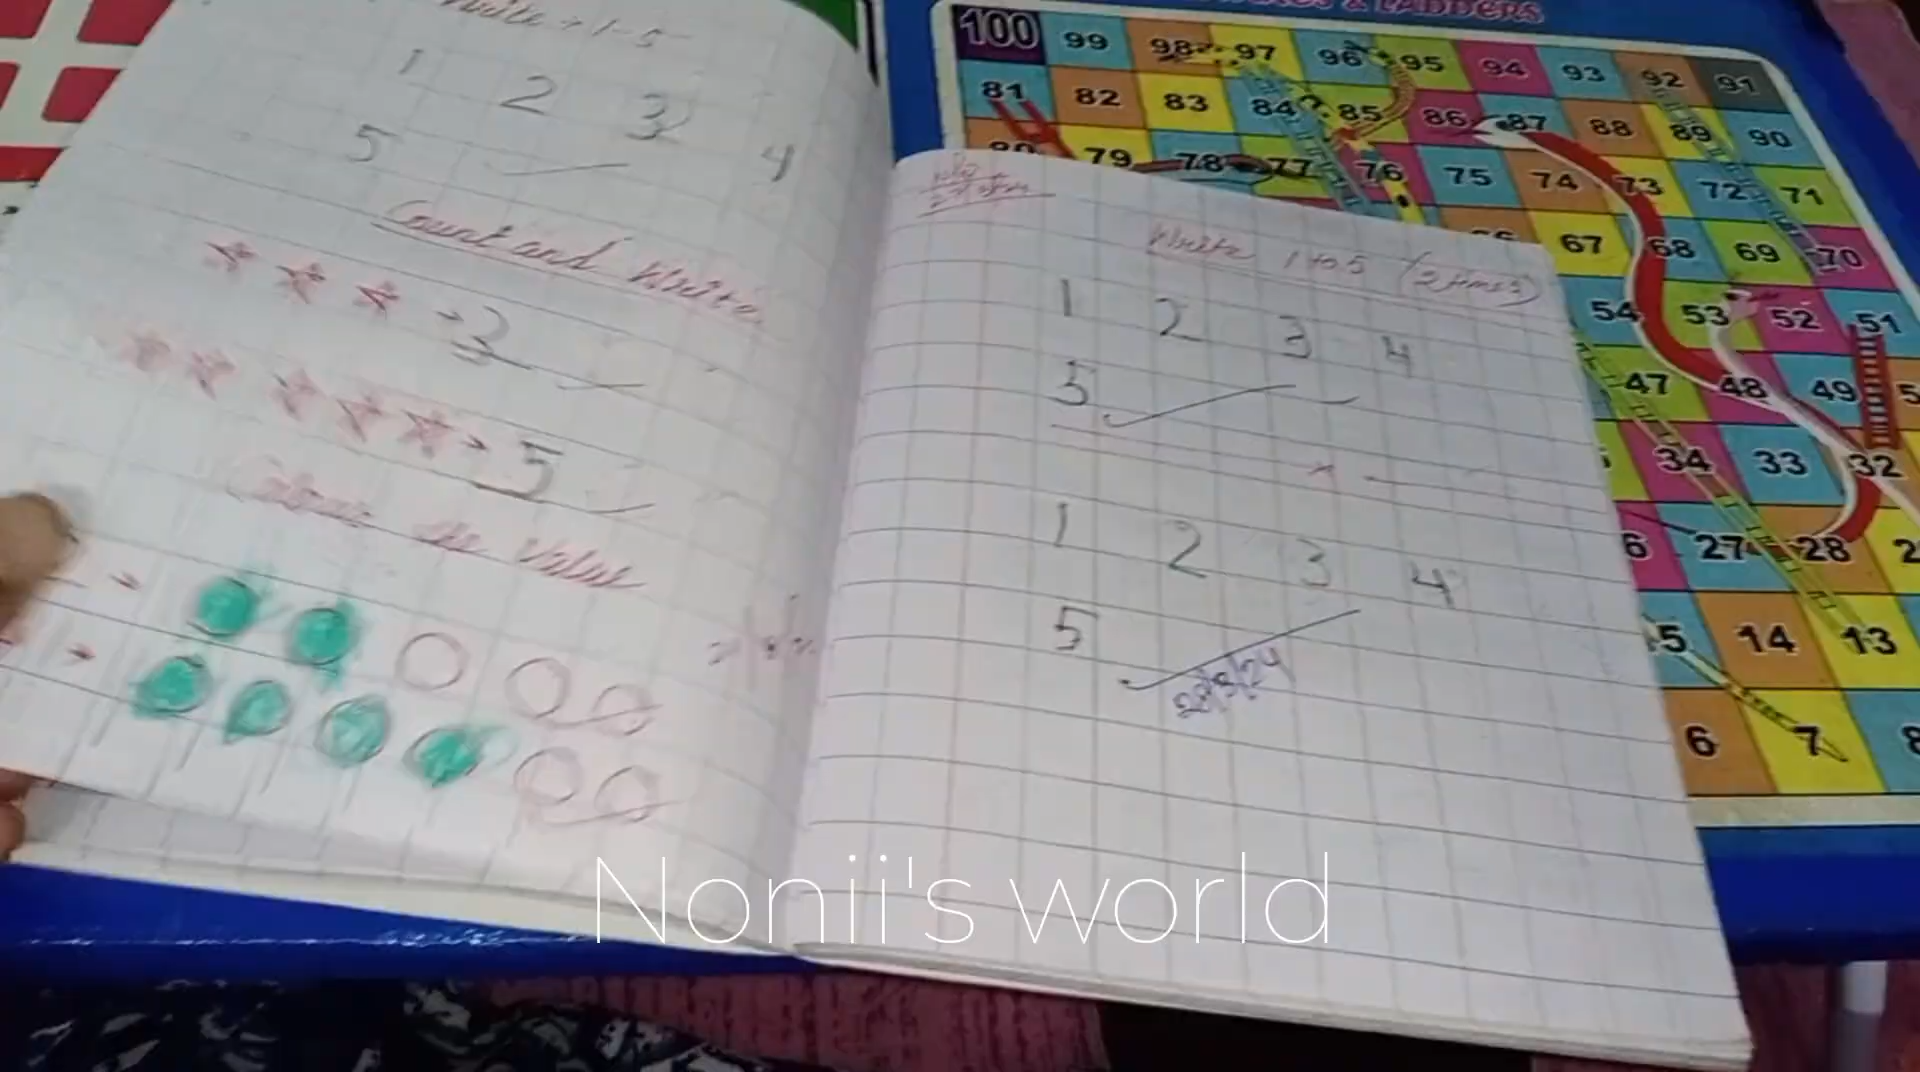 Write → 1-5
1 2 3 4
5
Count and Write
→ 3
→ 5
Colour the Value
Write 1 to 5 (2 times)
1 2 3 4
5
1 2 3 4
5
28/8/24
& LADDERS
100 99 98 97 96 95 94 93 92 91
81 82 83 84 85 86 87 88 89 90
79 78 77 76 75 74 73 72 71
67 68 69 70
54 53 52 51
47 48 49
34 33 32
27 28
14 13
6 7
Nonii's world